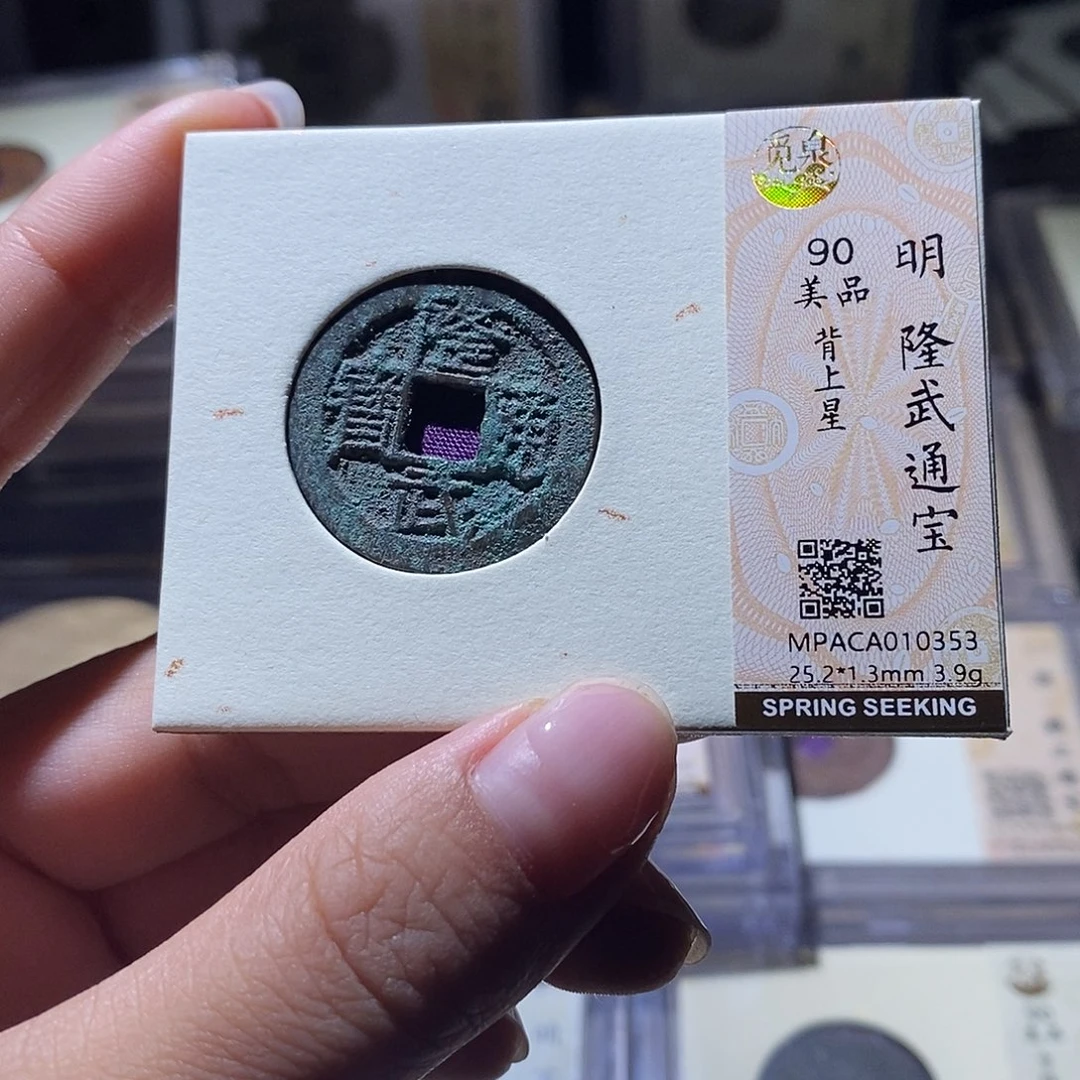 隆武通寶
觅泉
明 隆武通宝
90
美品
背上星
MPACA010353
25.2*1.3mm 3.9g
SPRING SEEKING